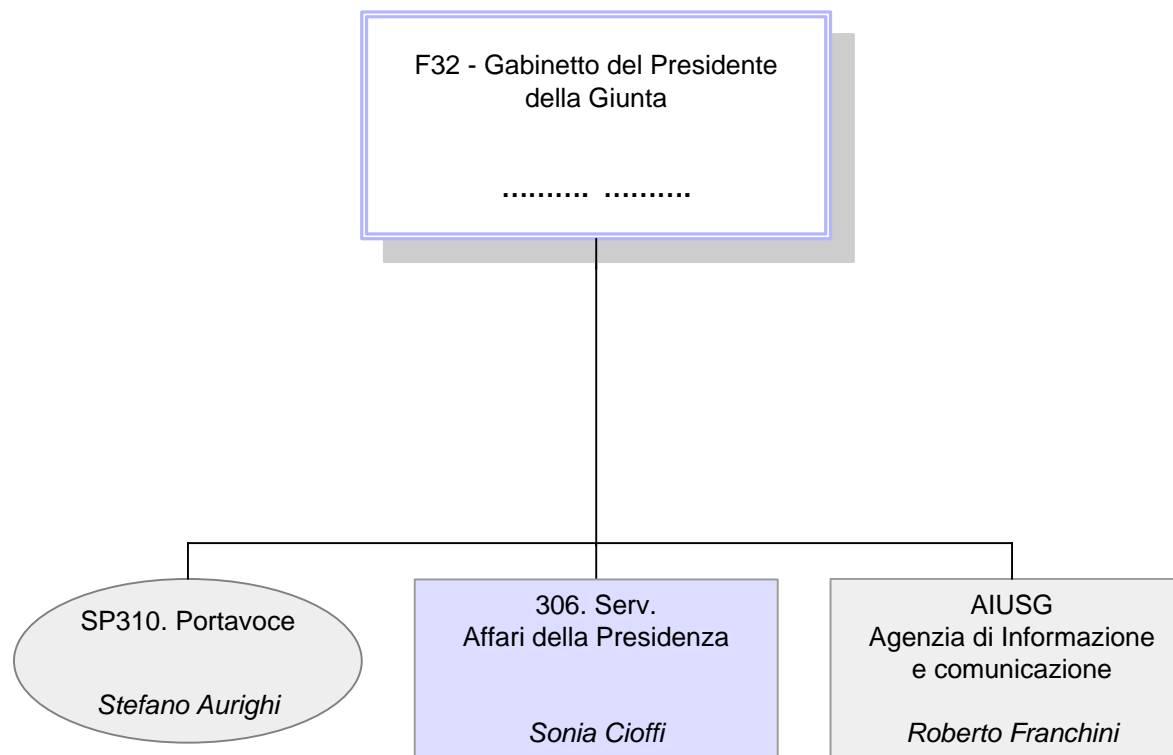 F32 - Gabinetto del Presidente
della Giunta
.......... ..........
SP310. Portavoce
Stefano Aurighi
306. Serv.
Affari della Presidenza
Sonia Cioffi
AIUSG
Agenzia di Informazione
e comunicazione
Roberto Franchini